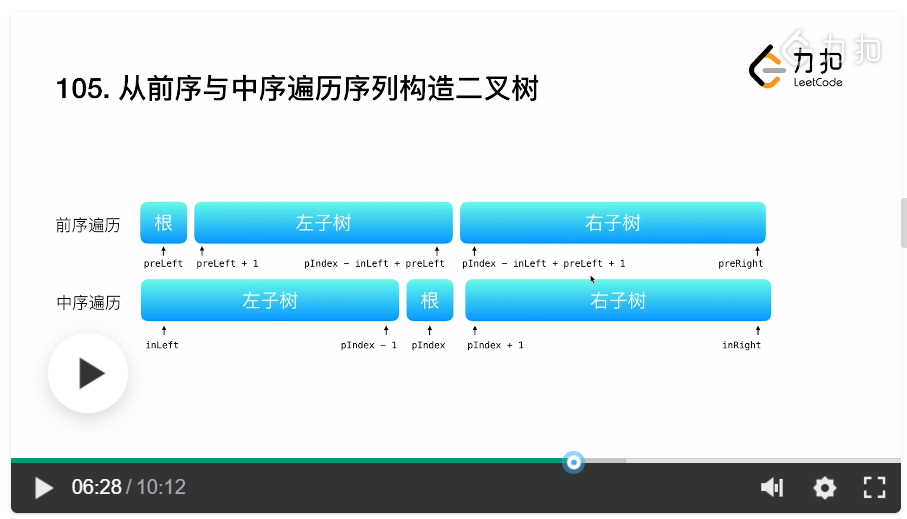 力扣
力扣
LeetCode
105. 从前序与中序遍历序列构造二叉树
前序遍历 根 左子树 右子树
preLeft preLeft + 1 pIndex - inLeft + preLeft pIndex - inLeft + preLeft + 1 preRight
中序遍历 左子树 根 右子树
inLeft pIndex - 1 pIndex pIndex + 1 inRight
06:28 / 10:12